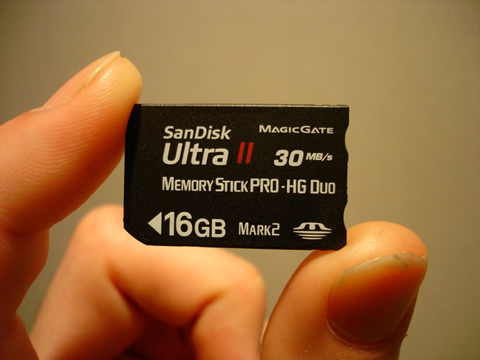 SanDisk MAGICGATE
Ultra II 30 MB/s
MEMORY STICK PRO-HG DUO
16GB MARK2